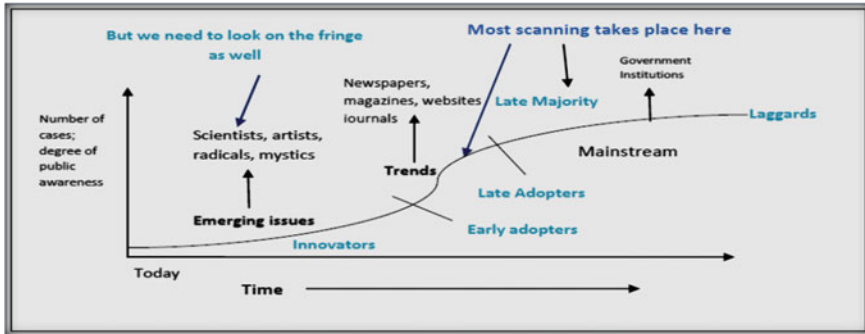 But we need to look on the fringe
as well
Most scanning takes place here
Government
Institutions
Newspapers,
magazines, websites
iournals
Late Majority
Number of
cases;
degree of
public
awareness
Scientists, artists,
radicals, mystics
Laggards
Mainstream
Trends
Late Adopters
Emerging issues
Early adopters
Innovators
Today
Time